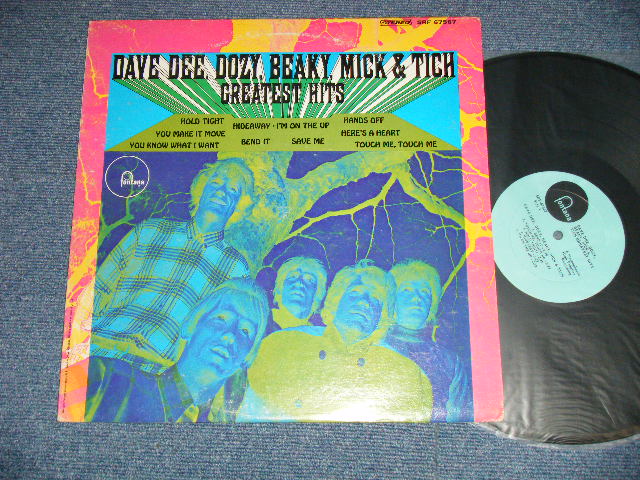 STEREO SRF 67567
DAVE DEE, DOZY, BEAKY, MICK & TICH
GREATEST HITS
HOLD TIGHT
YOU MAKE IT MOVE
YOU KNOW WHAT I WANT
HIDEAWAY · I'M ON THE UP
BEND IT SAVE ME
HANDS OFF
HERE'S A HEART
TOUCH ME, TOUCH ME
fontana
fontana